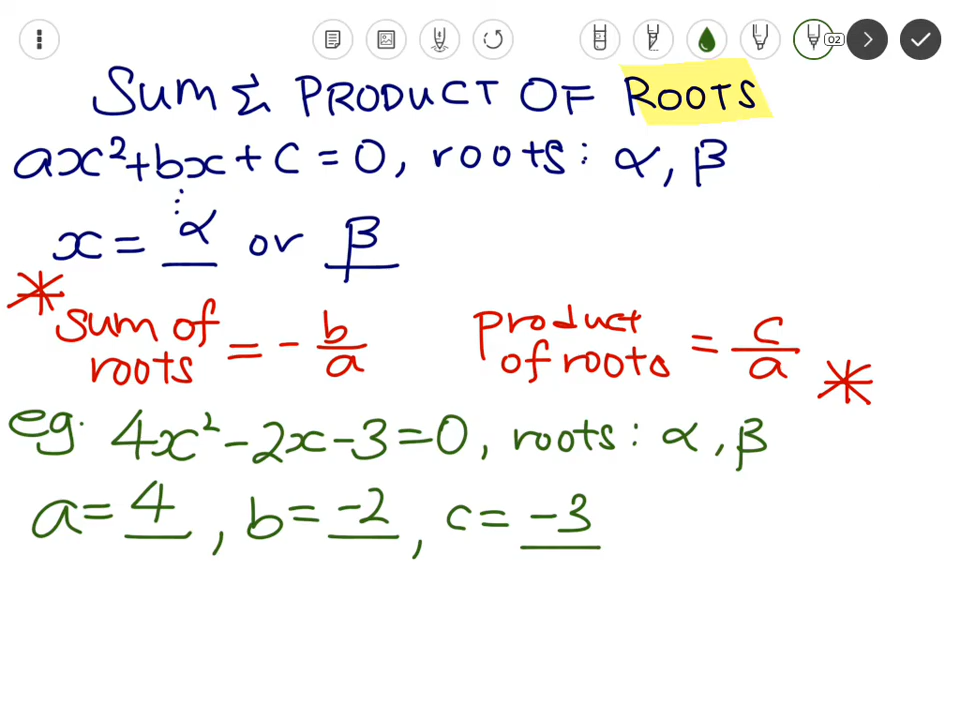 02
SUM & PRODUCT OF ROOTS
ax²+bx+c=0, roots: α, β
x = α or β
* sum of roots = - b/a product of roots = c/a *
eg. 4x²-2x-3=0, roots: α, β
a= 4, b= -2, c= -3